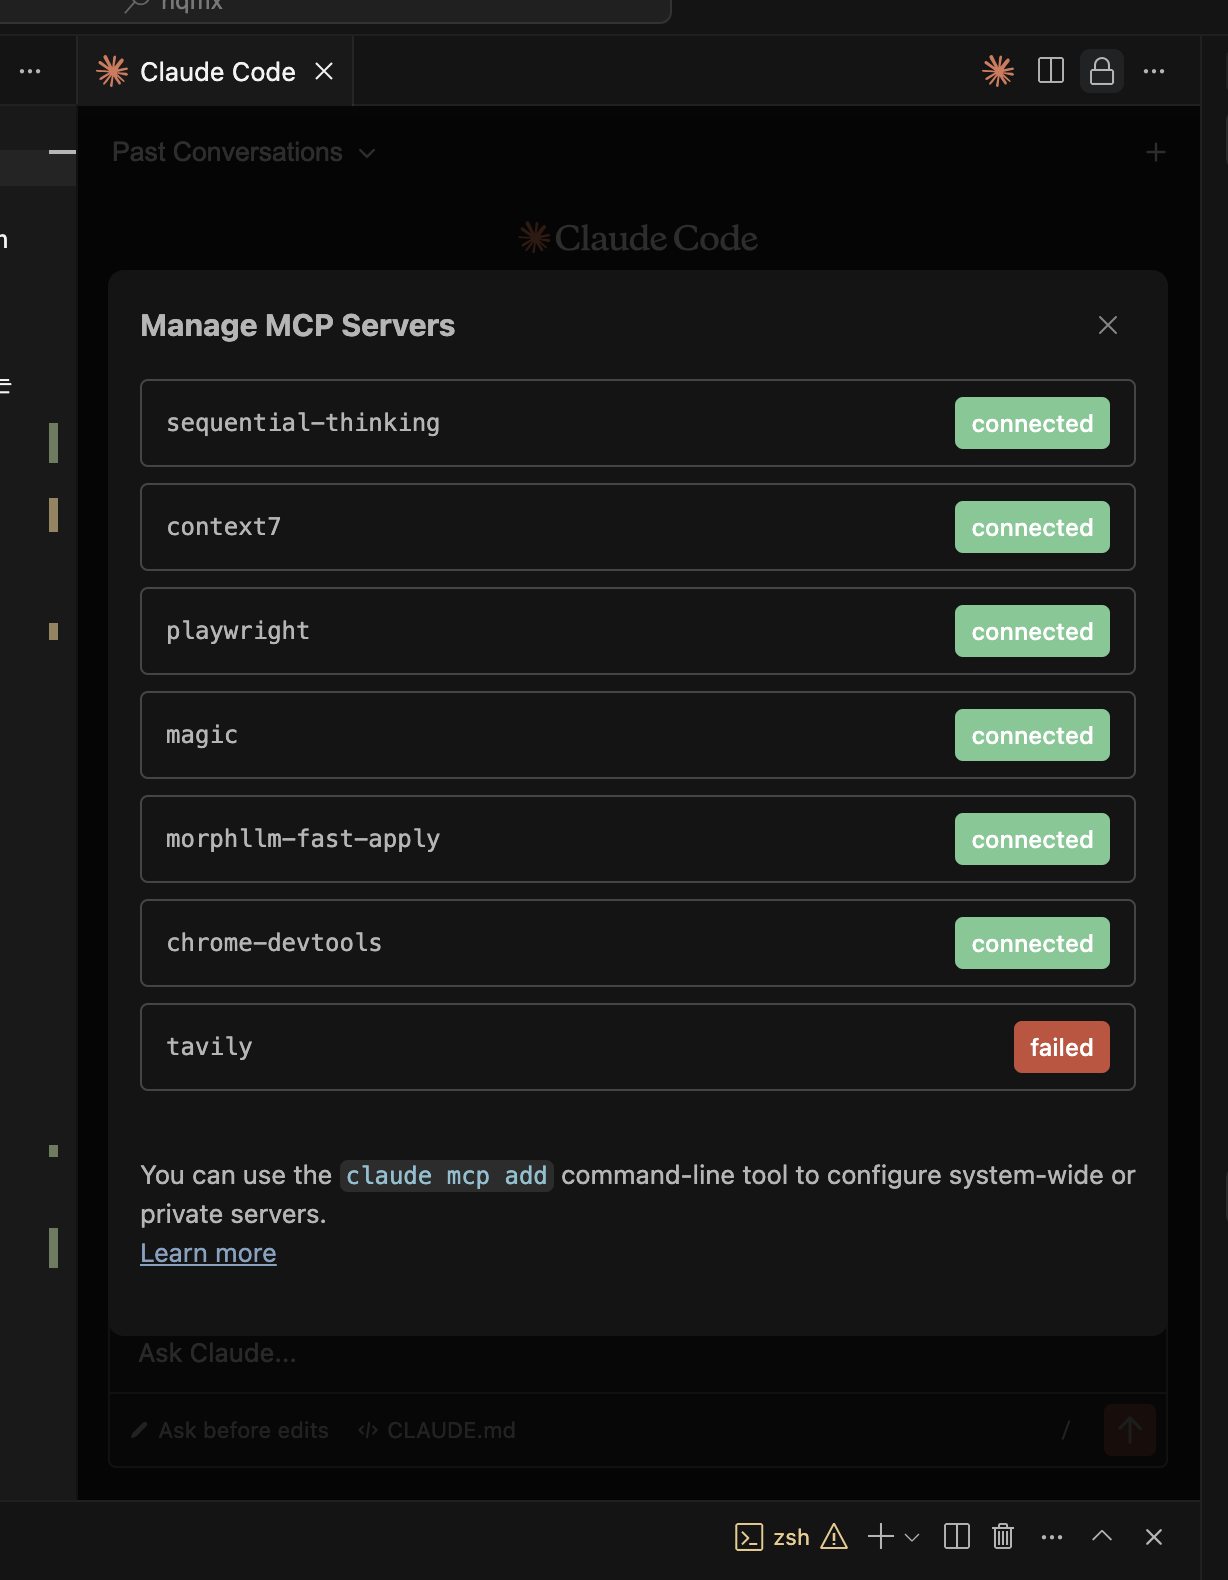 Claude Code
Past Conversations
Claude Code
Manage MCP Servers
sequential-thinking
connected
context7
connected
playwright
connected
magic
connected
morphllm-fast-apply
connected
chrome-devtools
connected
tavily
failed
You can use the claude mcp add command-line tool to configure system-wide or
private servers.
Learn more
Ask Claude...
Ask before edits </> CLAUDE.md /
zsh